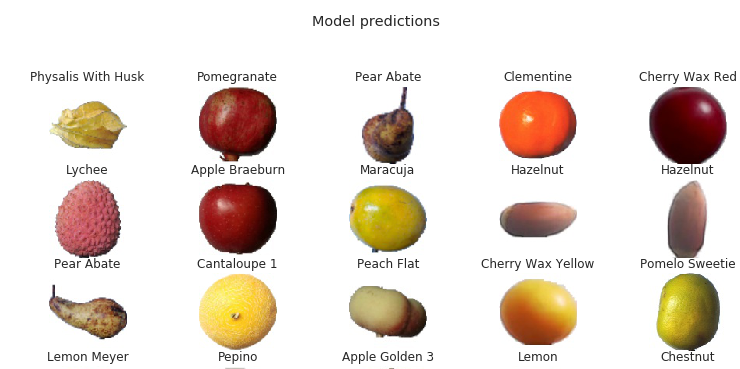 Model predictions
Physalis With Husk Pomegranate Pear Abate Clementine Cherry Wax Red
Lychee Apple Braeburn Maracuja Hazelnut Hazelnut
Pear Abate Cantaloupe 1 Peach Flat Cherry Wax Yellow Pomelo Sweetie
Lemon Meyer Pepino Apple Golden 3 Lemon Chestnut